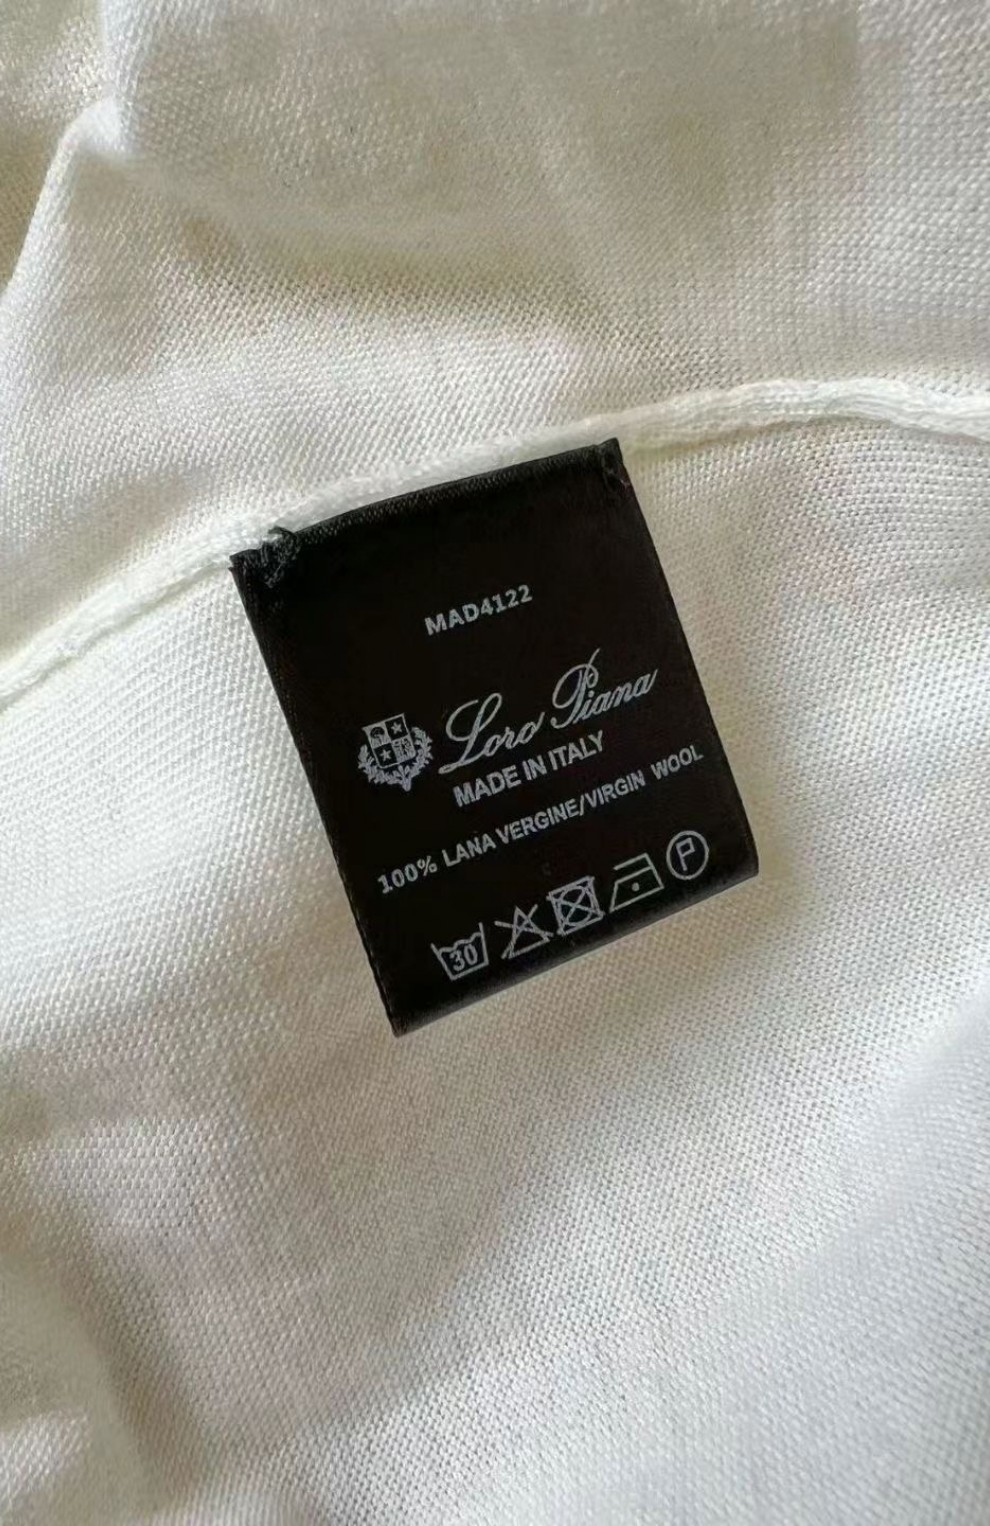 MAD4122
Loro Piana
MADE IN ITALY
100% LANA VERGINE/VIRGIN WOOL
30 P